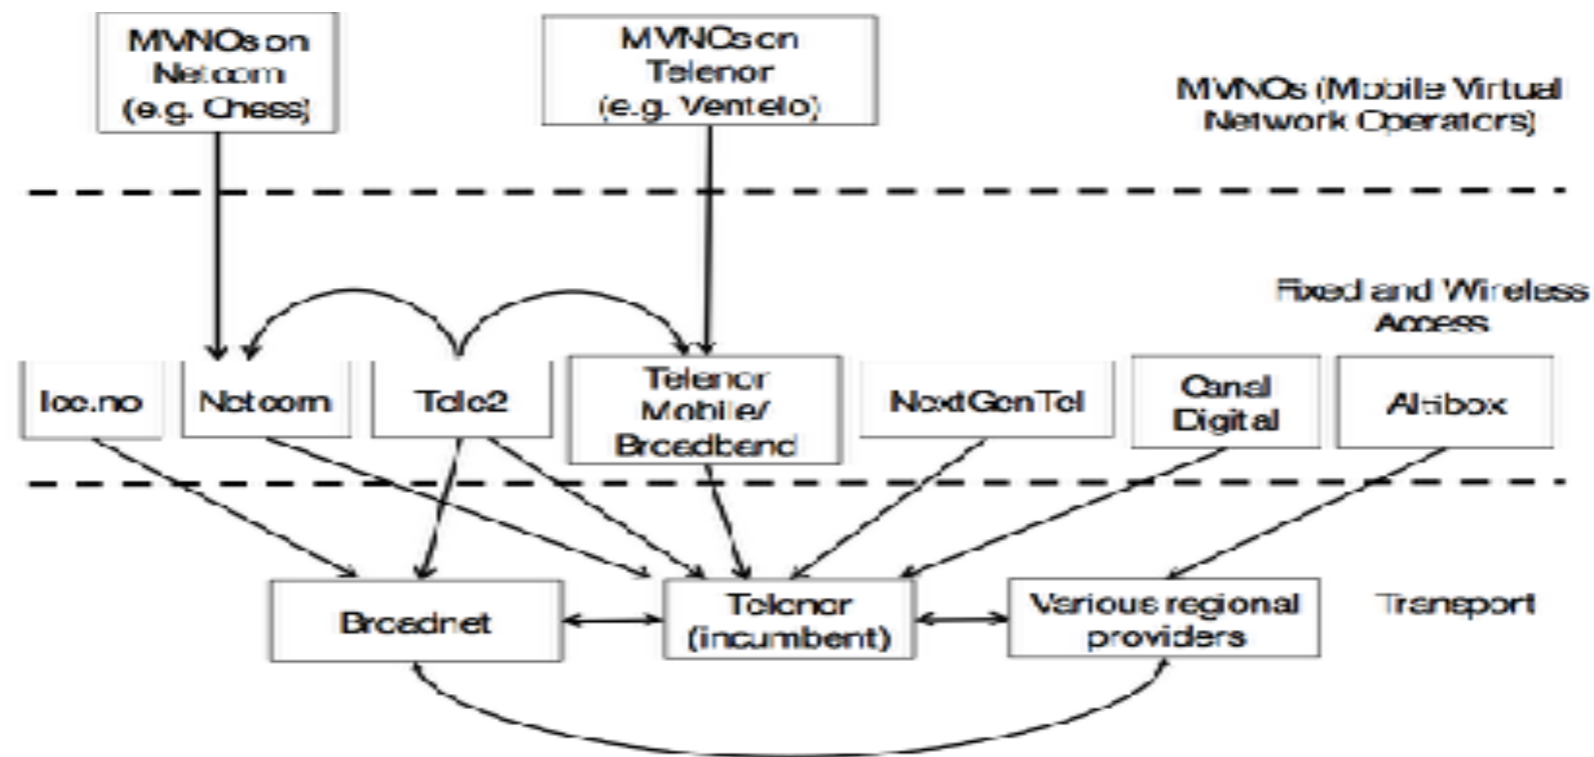 MVNOs on
Netcom
(e.g. Chess)
MVNOs on
Telenor
(e.g. Ventelo)
MVNOs (Mobile Virtual
Network Operators)
Fixed and Wireless
Access
Ice.no
Netcom
Tele2
Telenor
Mobile/
Broadband
NextGenTel
Canal
Digital
Altibox
Broadnet
Telenor
(incumbent)
Various regional
providers
Transport